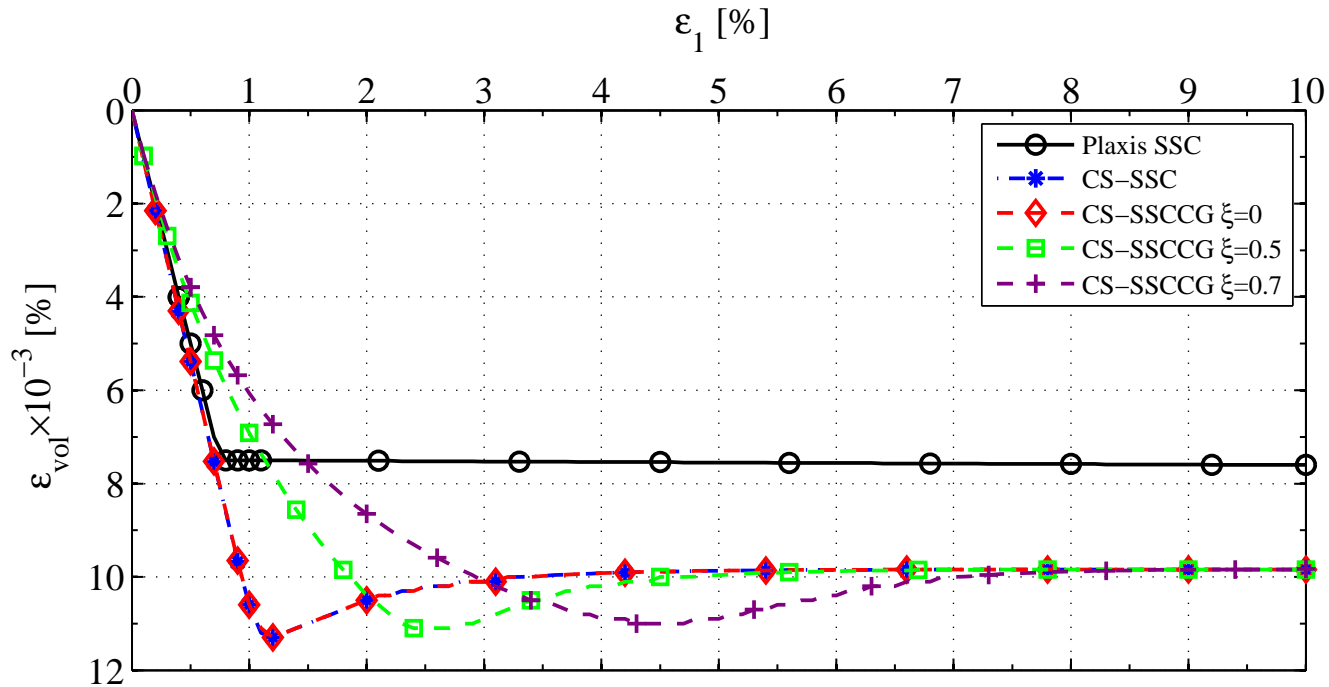 ε₁ [%]
0 1 2 3 4 5 6 7 8 9 10
0
2
4
6
8
10
12
ε_vol ×10⁻³ [%]
Plaxis SSC
CS−SSC
CS−SSCCG ξ=0
CS−SSCCG ξ=0.5
CS−SSCCG ξ=0.7